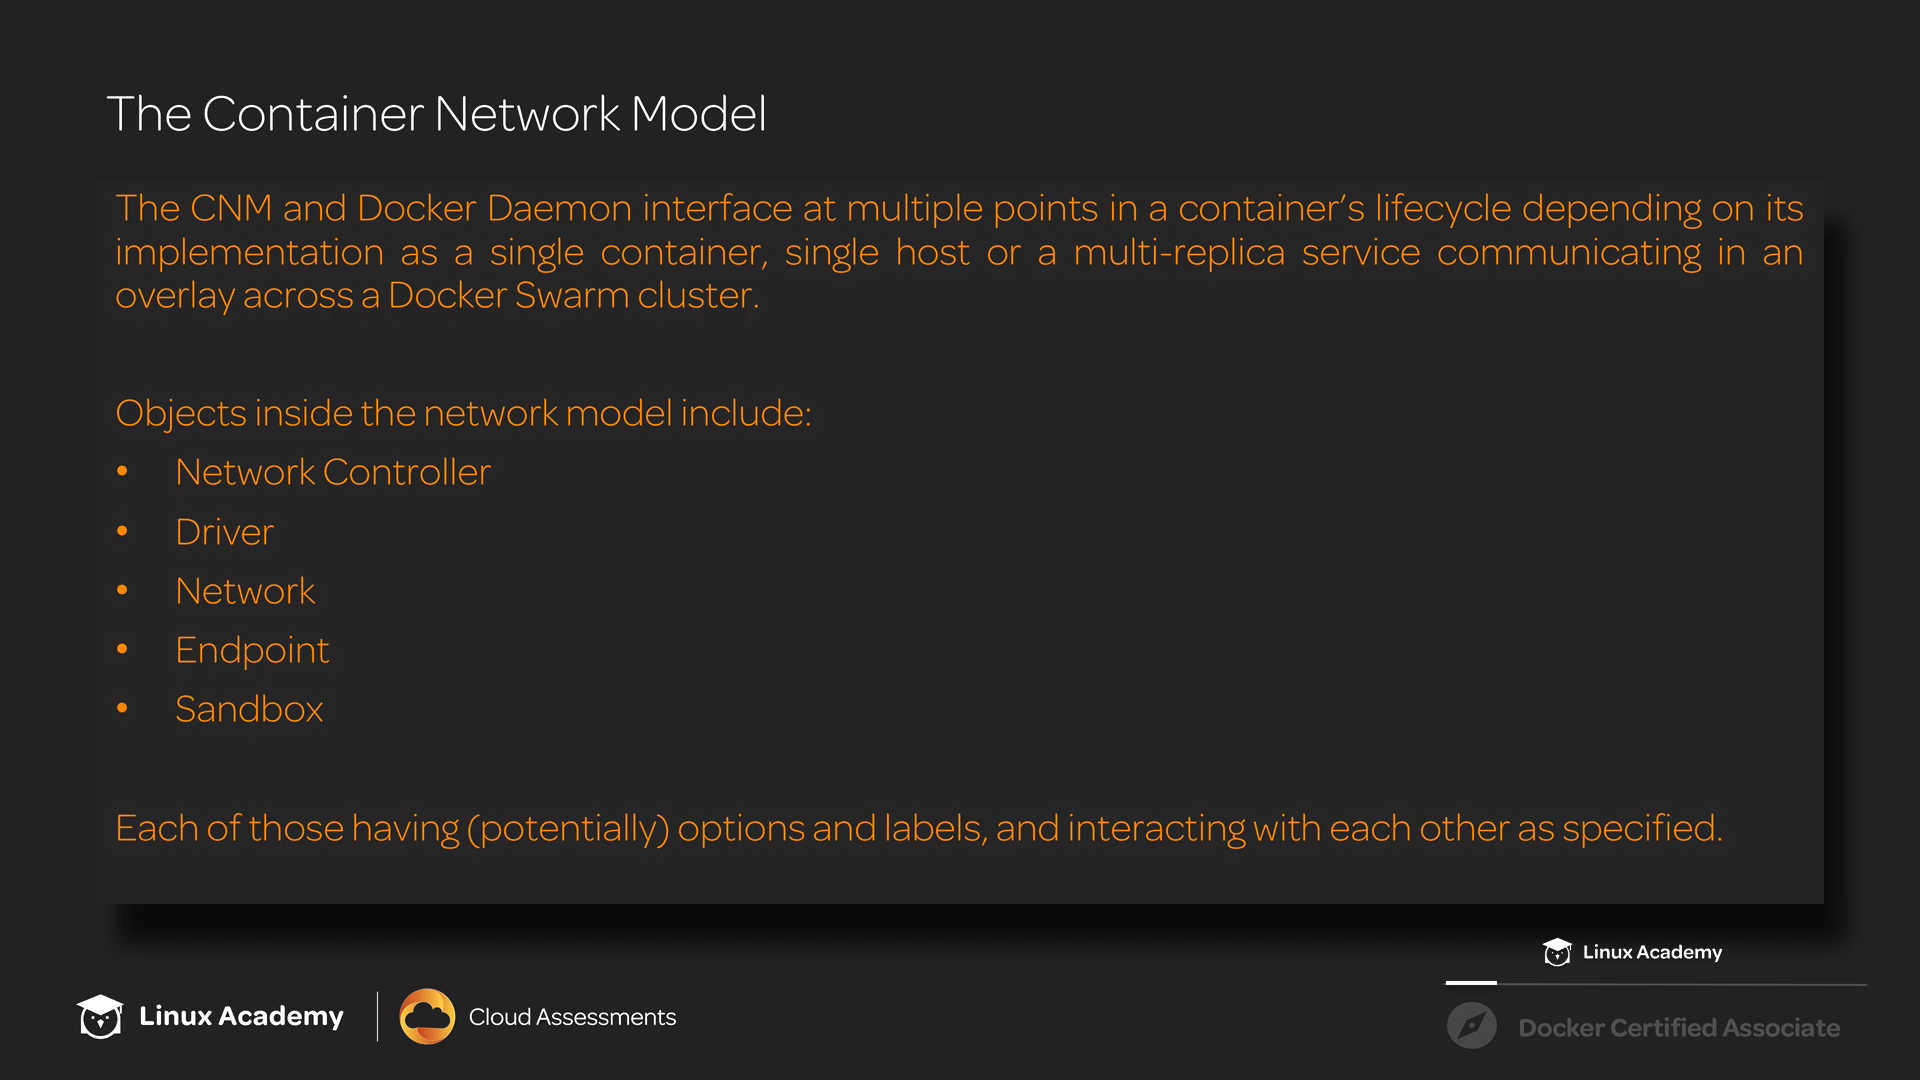 The Container Network Model
The CNM and Docker Daemon interface at multiple points in a container’s lifecycle depending on its
implementation as a single container, single host or a multi-replica service communicating in an
overlay across a Docker Swarm cluster.
Objects inside the network model include:
• Network Controller
• Driver
• Network
• Endpoint
• Sandbox
Each of those having (potentially) options and labels, and interacting with each other as specified.
Linux Academy
Linux Academy
Cloud Assessments
Docker Certified Associate